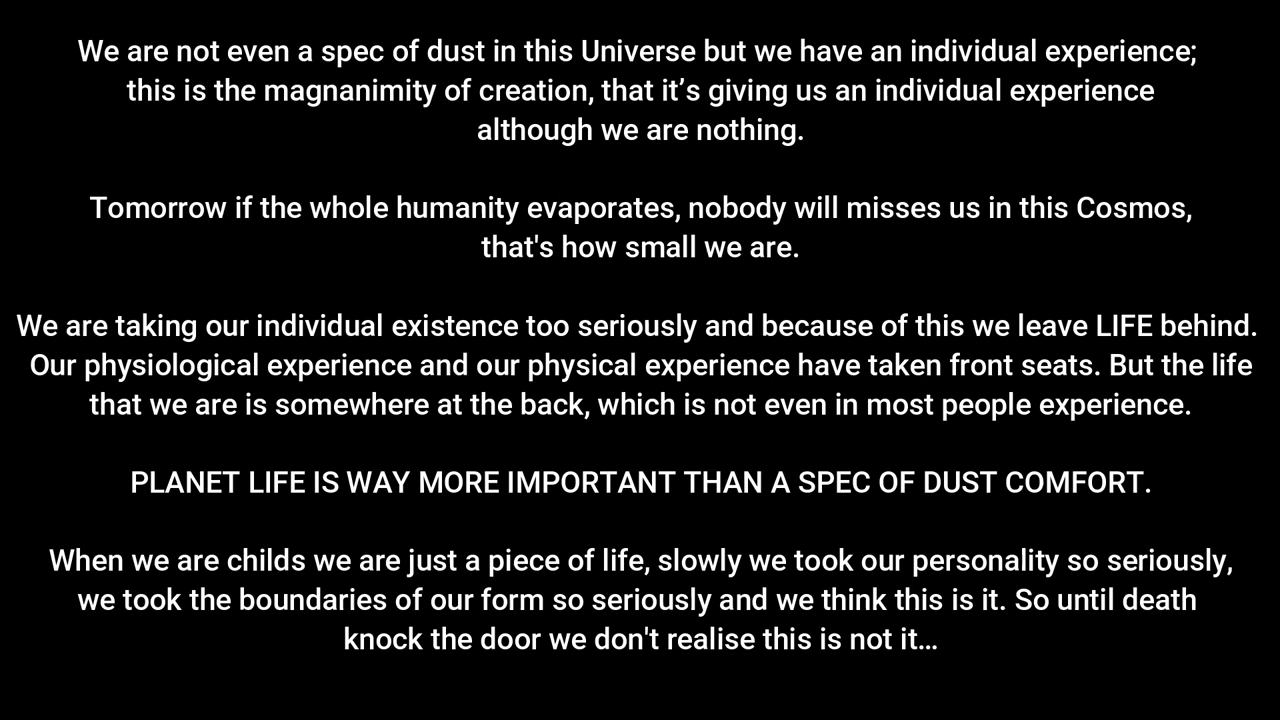 We are not even a spec of dust in this Universe but we have an individual experience;
this is the magnanimity of creation, that it’s giving us an individual experience
although we are nothing.
Tomorrow if the whole humanity evaporates, nobody will misses us in this Cosmos,
that's how small we are.
We are taking our individual existence too seriously and because of this we leave LIFE behind.
Our physiological experience and our physical experience have taken front seats. But the life
that we are is somewhere at the back, which is not even in most people experience.
PLANET LIFE IS WAY MORE IMPORTANT THAN A SPEC OF DUST COMFORT.
When we are childs we are just a piece of life, slowly we took our personality so seriously,
we took the boundaries of our form so seriously and we think this is it. So until death
knock the door we don't realise this is not it…